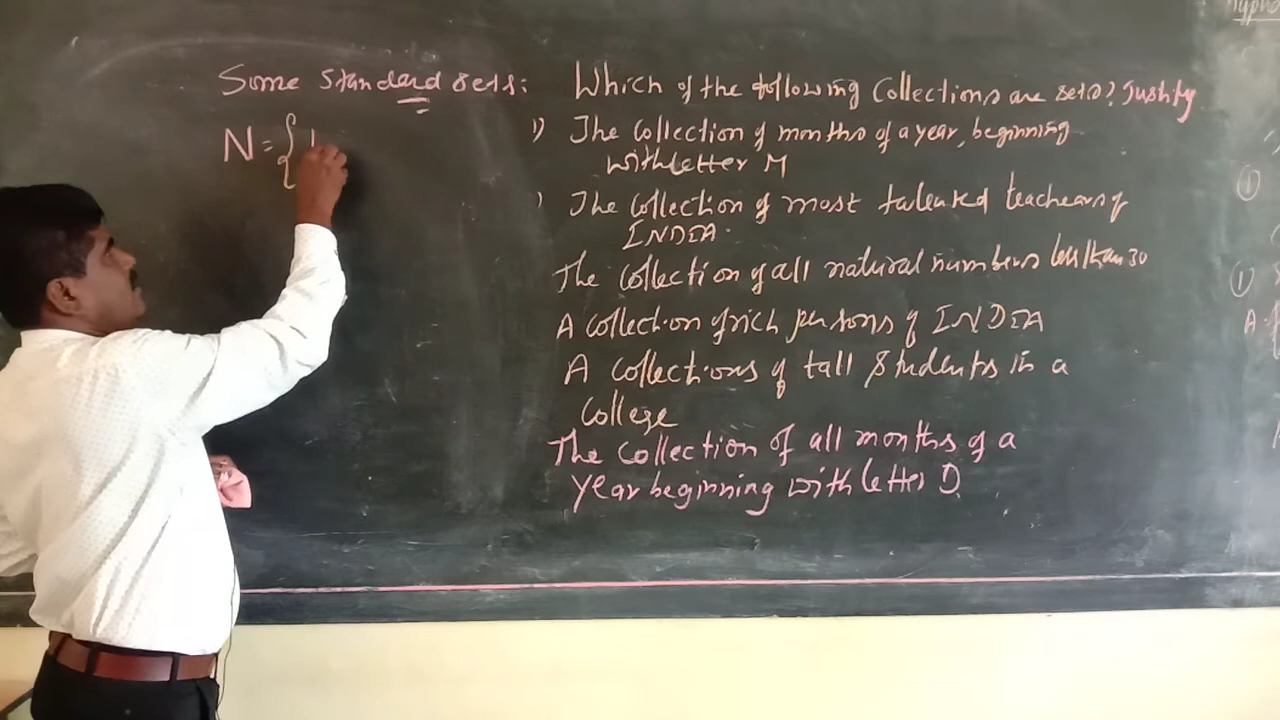 Some standard sets:
N = { 1
Which of the following Collections are sets? Justify
1) The Collection of months of a year, beginning
with letter M
) The Collection of most talented teachears of
INDIA.
The Collection of all natural numbers less than 30
A Collection of rich persons of INDIA
A Collections of tall Students in a
College
The Collection of all months of a
year beginning with letter D
①
①
A